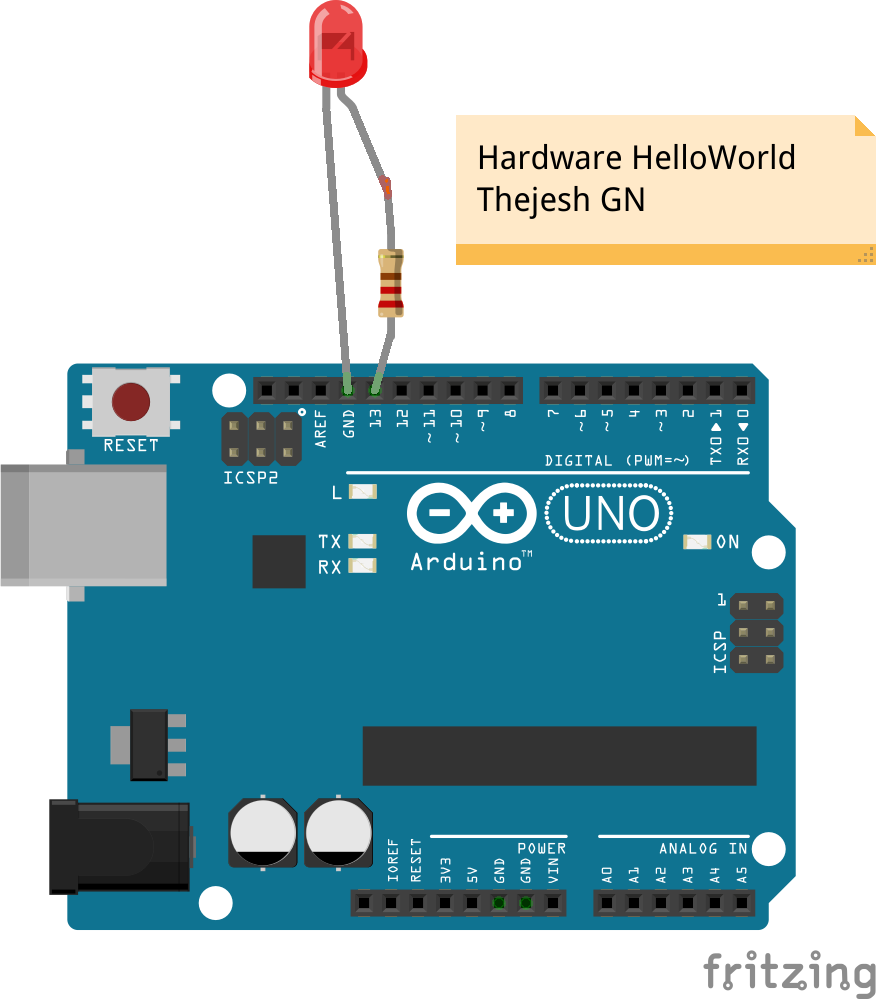 Hardware HelloWorld
Thejesh GN
RESET
ICSP2
AREF
GND
13
12
~11
~10
~9
8
7
~6
~5
4
~3
2
TX0▶1
RX0◀0
DIGITAL (PWM=~)
L
TX
RX
Arduino™
UNO
ON
1
ICSP
IOREF
RESET
3V3
5V
GND
GND
VIN
POWER
A0
A1
A2
A3
A4
A5
ANALOG IN
fritzing